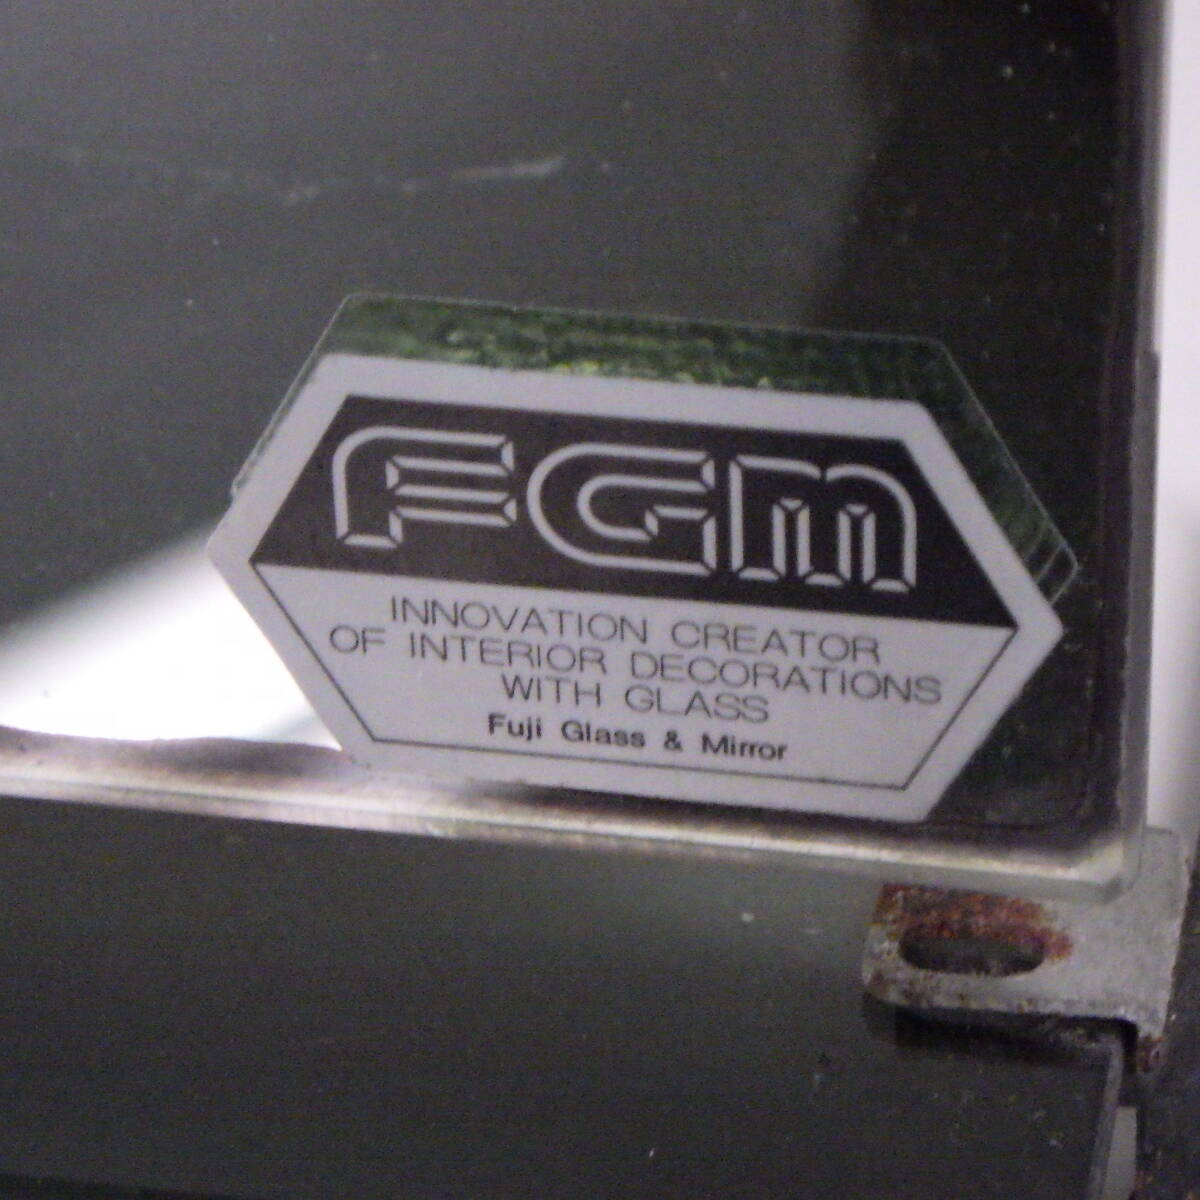 FGM
INNOVATION CREATOR
OF INTERIOR DECORATIONS
WITH GLASS
Fuji Glass & Mirror